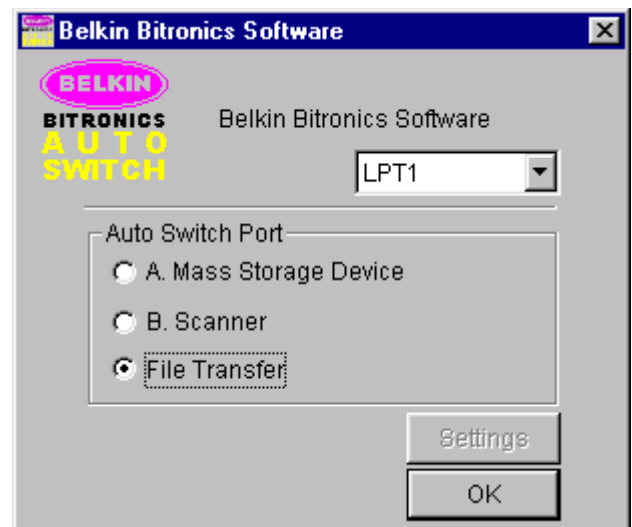 Belkin Bitronics Software
BELKIN
BITRONICS
AUTO
SWITCH
Belkin Bitronics Software
LPT1
Auto Switch Port
A. Mass Storage Device
B. Scanner
File Transfer
Settings
OK